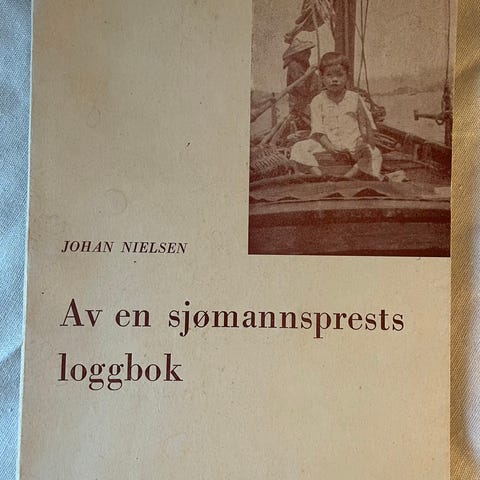 JOHAN NIELSEN
Av en sjømannsprests
loggbok